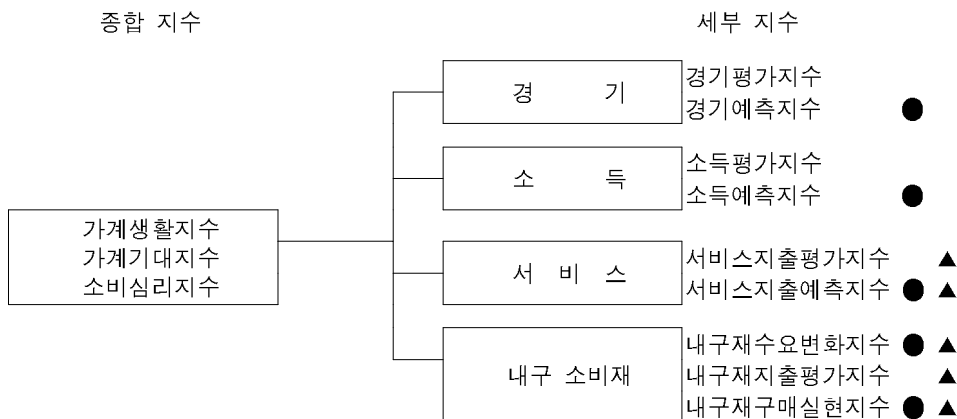 종합 지수
세부 지수
경 기
경기평가지수
경기예측지수 ●
소 득
소득평가지수
소득예측지수 ●
가계생활지수
가계기대지수
소비심리지수
서 비 스
서비스지출평가지수 ▲
서비스지출예측지수 ● ▲
내구 소비재
내구재수요변화지수 ● ▲
내구재지출평가지수 ▲
내구재구매실현지수 ● ▲